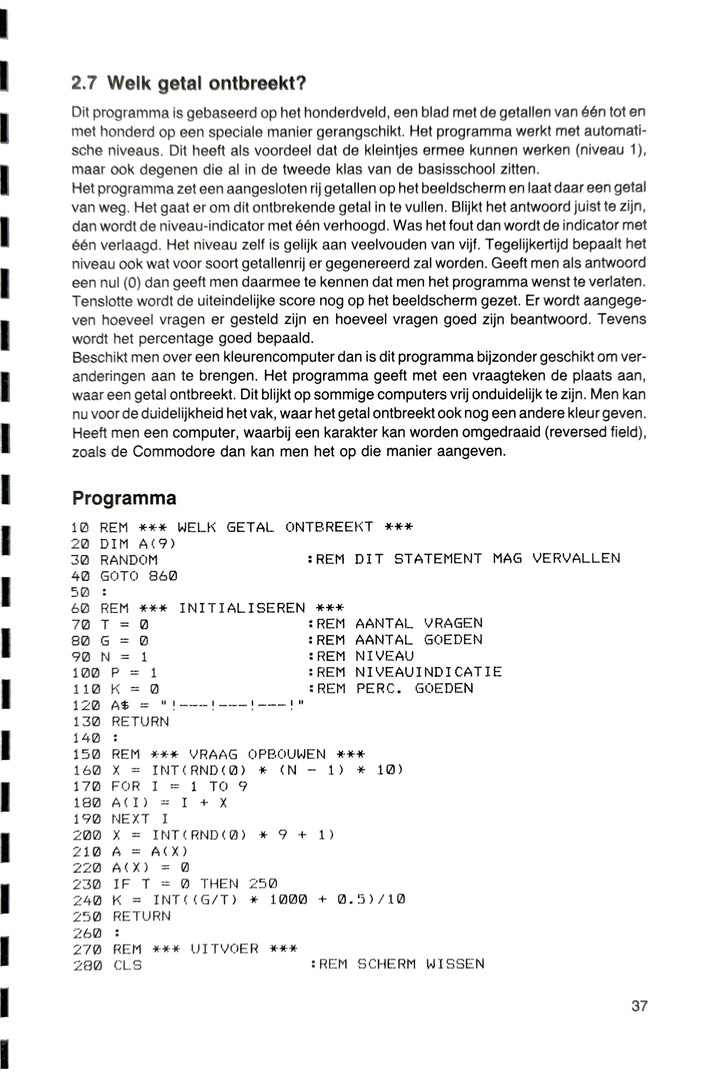 2.7 Welk getal ontbreekt?
Dit programma is gebaseerd op het honderdveld, een blad met de getallen van één tot en
met honderd op een speciale manier gerangschikt. Het programma werkt met automati-
sche niveaus. Dit heeft als voordeel dat de kleintjes ermee kunnen werken (niveau 1),
maar ook degenen die al in de tweede klas van de basisschool zitten.
Het programma zet een aangesloten rij getallen op het beeldscherm en laat daar een getal
van weg. Het gaat er om dit ontbrekende getal in te vullen. Blijkt het antwoord juist te zijn,
dan wordt de niveau-indicator met één verhoogd. Was het fout dan wordt de indicator met
één verlaagd. Het niveau zelf is gelijk aan veelvouden van vijf. Tegelijkertijd bepaalt het
niveau ook wat voor soort getallenrij er gegenereerd zal worden. Geeft men als antwoord
een nul (0) dan geeft men daarmee te kennen dat men het programma wenst te verlaten.
Tenslotte wordt de uiteindelijke score nog op het beeldscherm gezet. Er wordt aangege-
ven hoeveel vragen er gesteld zijn en hoeveel vragen goed zijn beantwoord. Tevens
wordt het percentage goed bepaald.
Beschikt men over een kleurencomputer dan is dit programma bijzonder geschikt om ver-
anderingen aan te brengen. Het programma geeft met een vraagteken de plaats aan,
waar een getal ontbreekt. Dit blijkt op sommige computers vrij onduidelijk te zijn. Men kan
nu voor de duidelijkheid het vak, waar het getal ontbreekt ook nog een andere kleur geven.
Heeft men een computer, waarbij een karakter kan worden omgedraaid (reversed field),
zoals de Commodore dan kan men het op die manier aangeven.
Programma
10 REM *** WELK GETAL ONTBREEKT ***
20 DIM A(9)
30 RANDOM :REM DIT STATEMENT MAG VERVALLEN
40 GOTO 860
50 :
60 REM *** INITIALISEREN ***
70 T = 0 :REM AANTAL VRAGEN
80 G = 0 :REM AANTAL GOEDEN
90 N = 1 :REM NIVEAU
100 P = 1 :REM NIVEAUINDICATIE
110 K = 0 :REM PERC. GOEDEN
120 A$ = "!---!---!---!"
130 RETURN
140 :
150 REM *** VRAAG OPBOUWEN ***
160 X = INT(RND(0) * (N - 1) * 10)
170 FOR I = 1 TO 9
180 A(I) = I + X
190 NEXT I
200 X = INT(RND(0) * 9 + 1)
210 A = A(X)
220 A(X) = 0
230 IF T = 0 THEN 250
240 K = INT((G/T) * 1000 + 0.5)/10
250 RETURN
260 :
270 REM *** UITVOER ***
280 CLS :REM SCHERM WISSEN
37